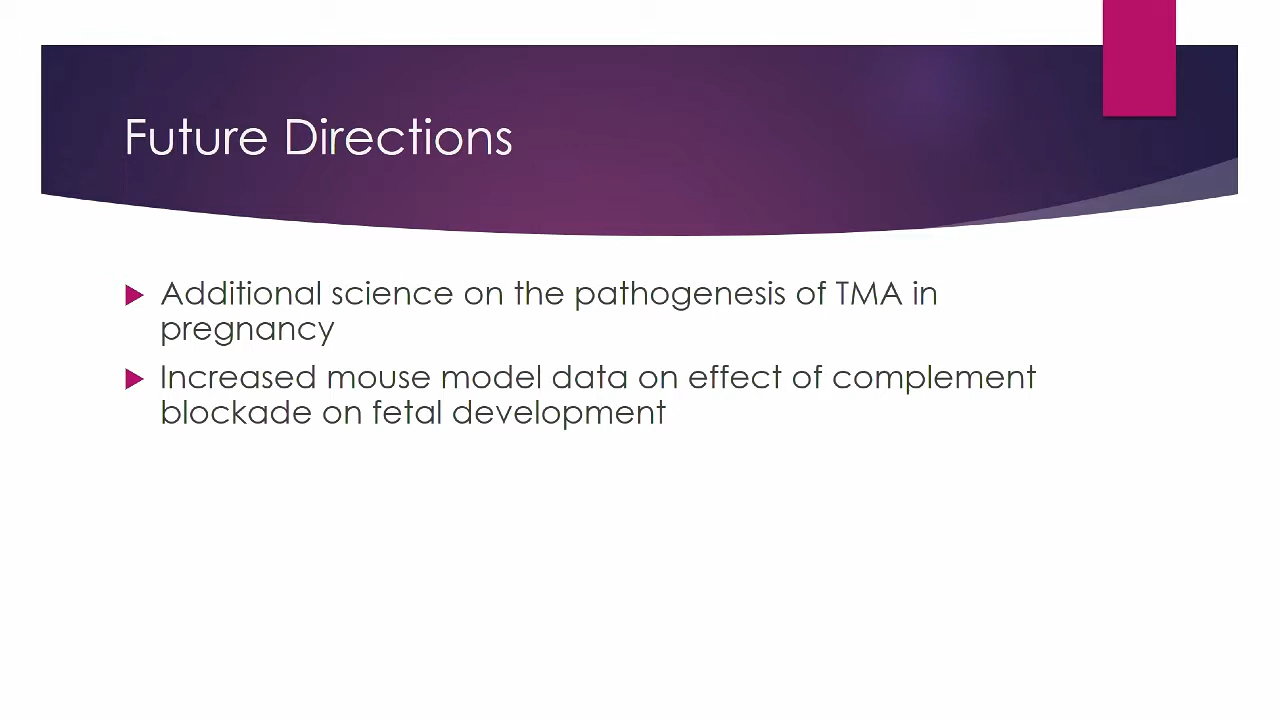 Future Directions
Additional science on the pathogenesis of TMA in
pregnancy
Increased mouse model data on effect of complement
blockade on fetal development